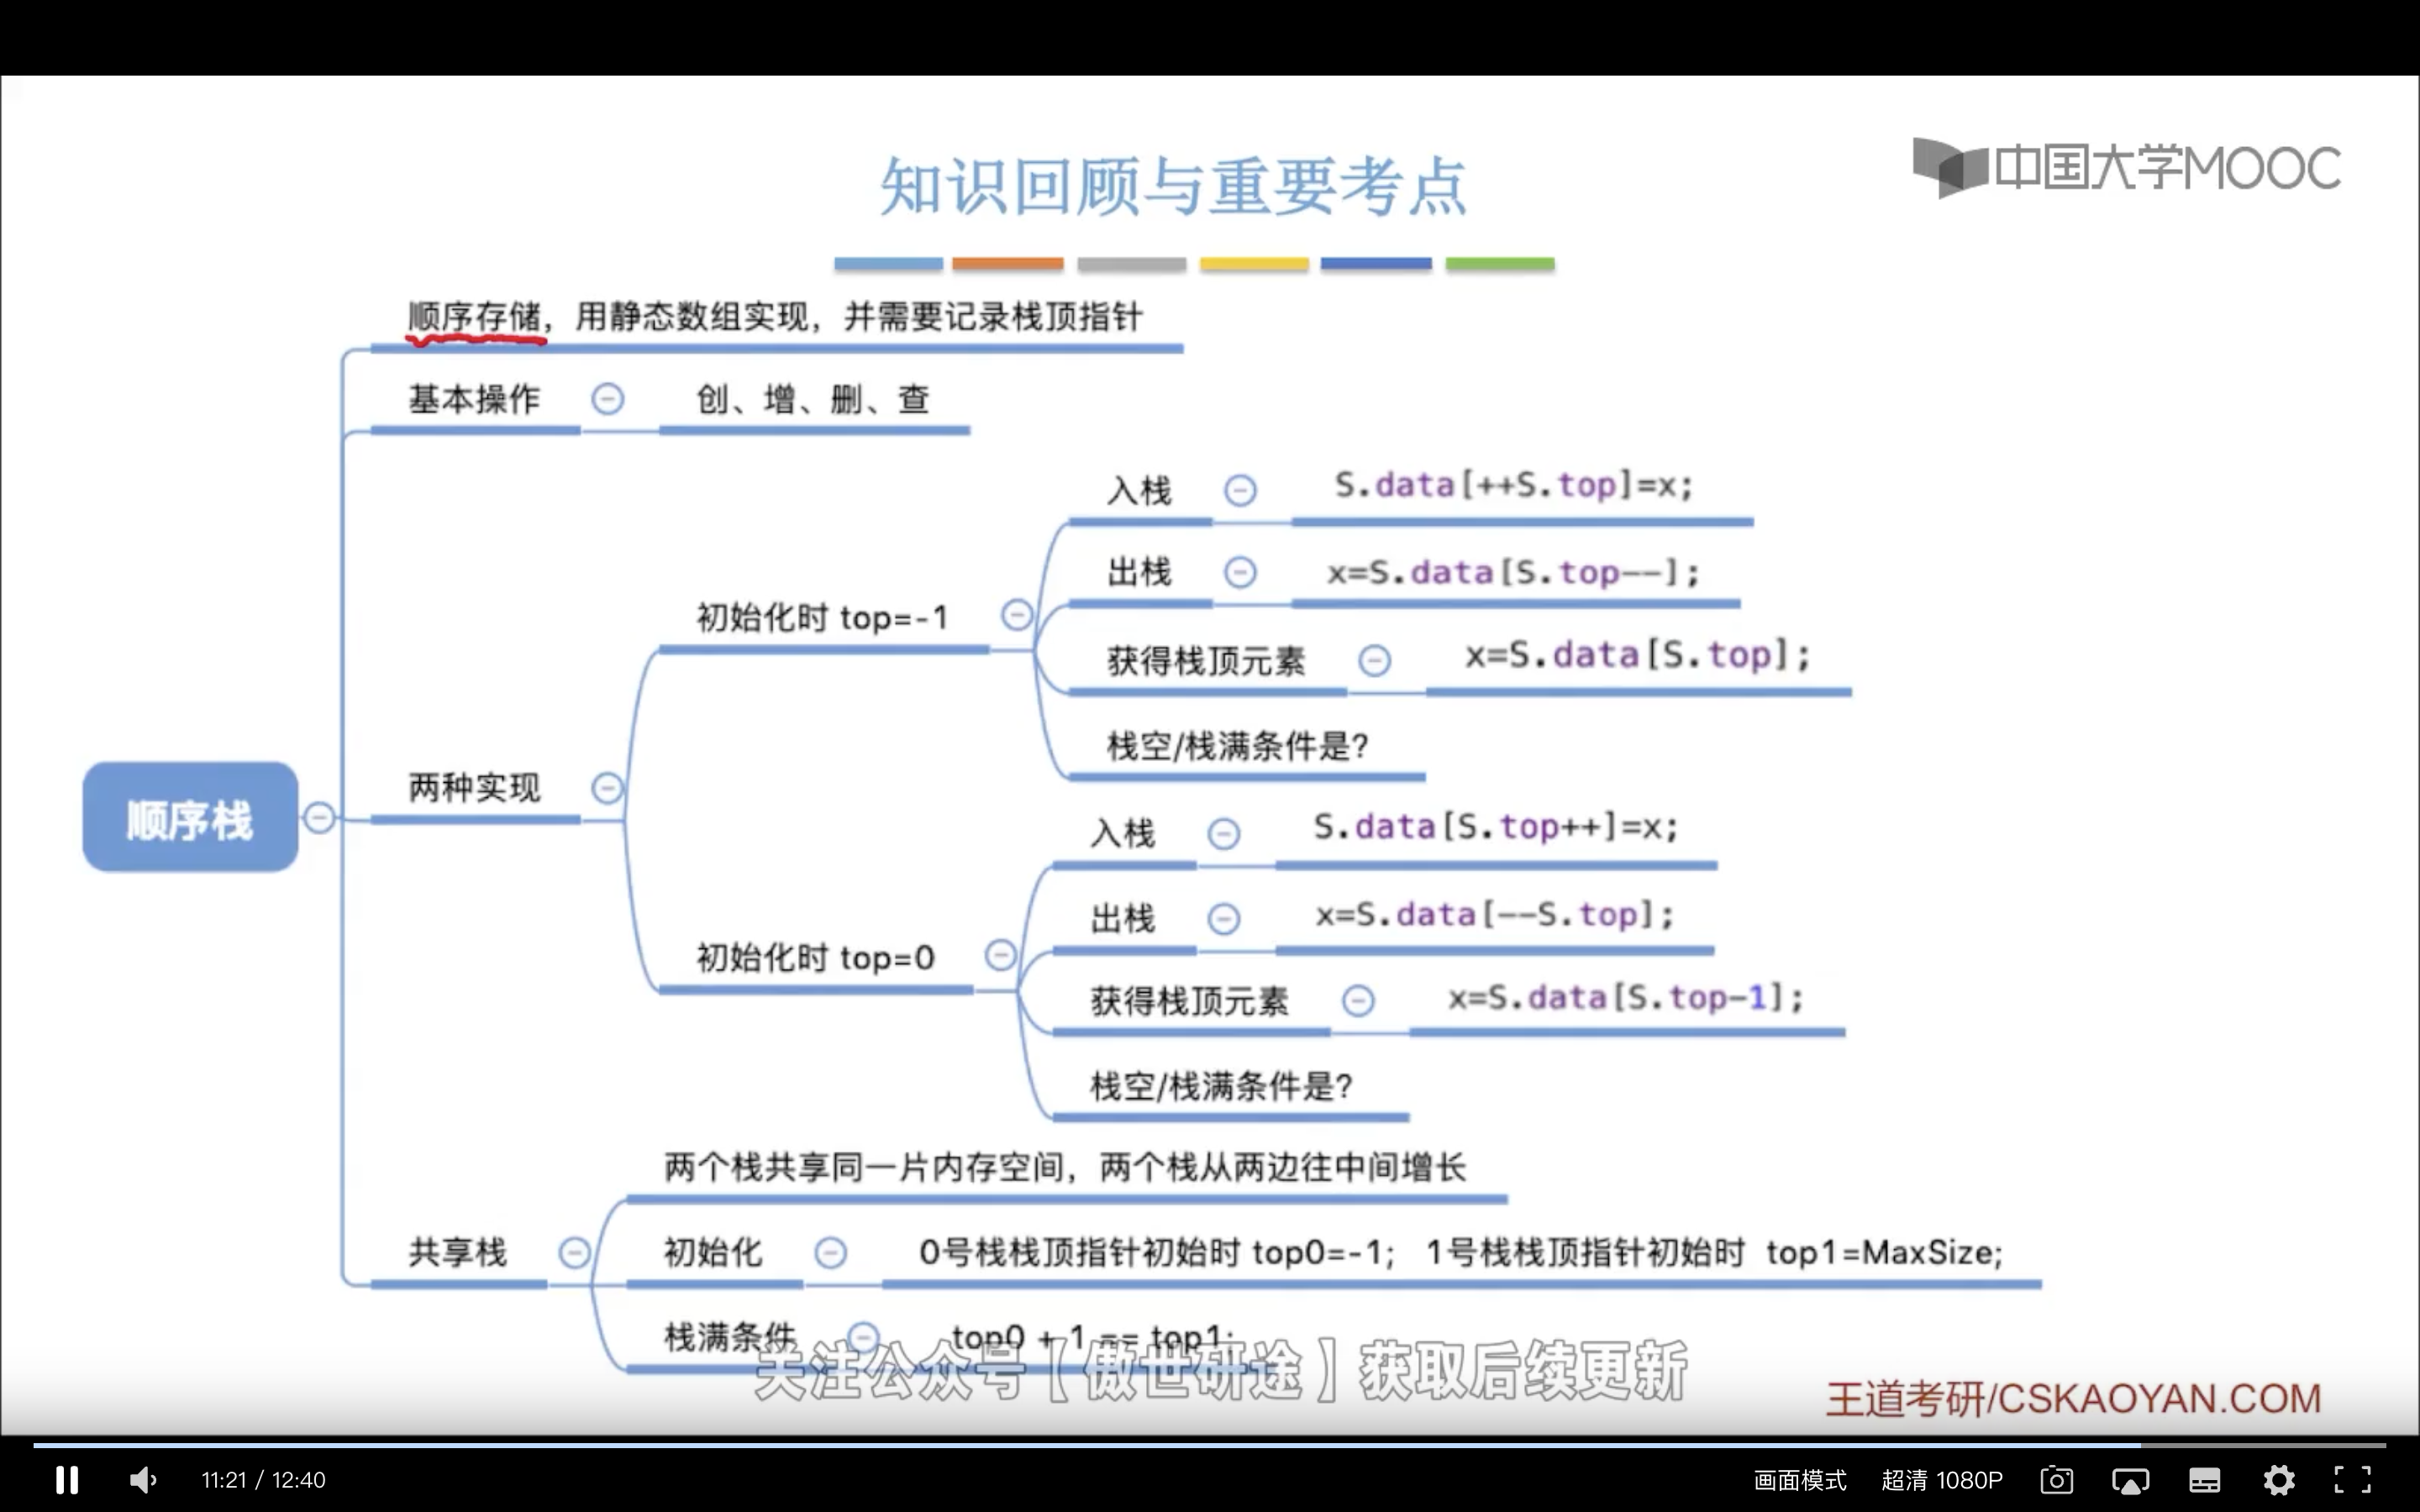 中国大学MOOC
知识回顾与重要考点
顺序存储，用静态数组实现，并需要记录栈顶指针
基本操作 创、增、删、查
入栈 S.data[++S.top]=x;
出栈 x=S.data[S.top--];
初始化时 top=-1
获得栈顶元素 x=S.data[S.top];
栈空/栈满条件是?
两种实现
顺序栈
入栈 S.data[S.top++]=x;
出栈 x=S.data[--S.top];
初始化时 top=0
获得栈顶元素 x=S.data[S.top-1];
栈空/栈满条件是?
两个栈共享同一片内存空间，两个栈从两边往中间增长
共享栈
初始化 0号栈栈顶指针初始时 top0=-1; 1号栈栈顶指针初始时 top1=MaxSize;
栈满条件 top0 + 1 == top1;
关注公众号【傲世研途】获取后续更新
王道考研/CSKAOYAN.COM
11:21 / 12:40
画面模式 超清 1080P